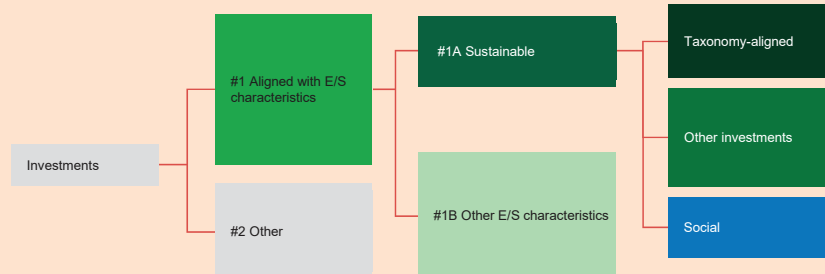 Investments
#1 Aligned with E/S
characteristics
#2 Other
#1A Sustainable
#1B Other E/S characteristics
Taxonomy-aligned
Other investments
Social